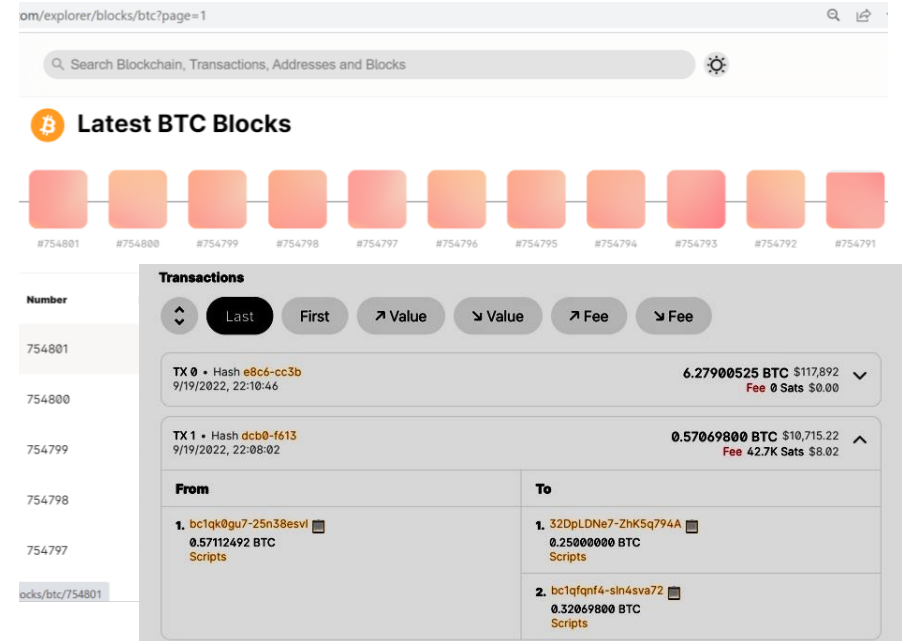 om/explorer/blocks/btc?page=1
Search Blockchain, Transactions, Addresses and Blocks
Latest BTC Blocks
#754801 #754800 #754799 #754798 #754797 #754796 #754795 #754794 #754793 #754792 #754791
Number
754801
754800
754799
754798
754797
ocks/btc/754801
Transactions
Last First ↗ Value ↘ Value ↗ Fee ↘ Fee
TX 0 • Hash e8c6-cc3b 6.27900525 BTC $117,892
9/19/2022, 22:10:46 Fee 0 Sats $0.00
TX 1 • Hash dcb0-f613 0.57069800 BTC $10,715.22
9/19/2022, 22:08:02 Fee 42.7K Sats $8.02
From To
1. bc1qk0gu7-25n38esvl 1. 32DpLDNe7-ZhK5q794A
0.57112492 BTC 0.25000000 BTC
Scripts Scripts
2. bc1qfqnf4-sln4sva72
0.32069800 BTC
Scripts